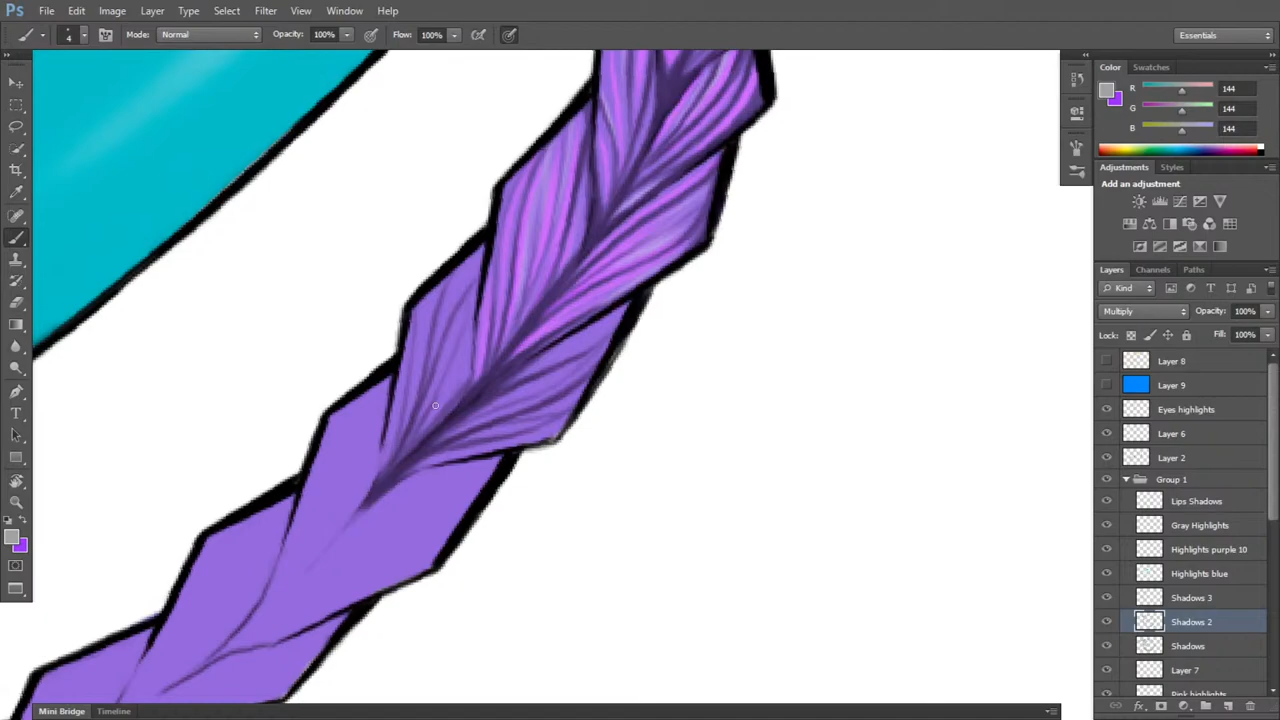 Ps File Edit Image Layer Type Select Filter View Window Help
4 Mode: Normal Opacity: 100% Flow: 100% Essentials
Color Swatches
R 144
G 144
B 144
Adjustments Styles
Add an adjustment
Layers Channels Paths
Kind
Multiply Opacity: 100%
Lock: Fill: 100%
Layer 8
Layer 9
Eyes highlights
Layer 6
Layer 2
Group 1
Lips Shadows
Gray Highlights
Highlights purple 10
Highlights blue
Shadows 3
Shadows 2
Shadows
Layer 7
Pink highlights
Mini Bridge Timeline